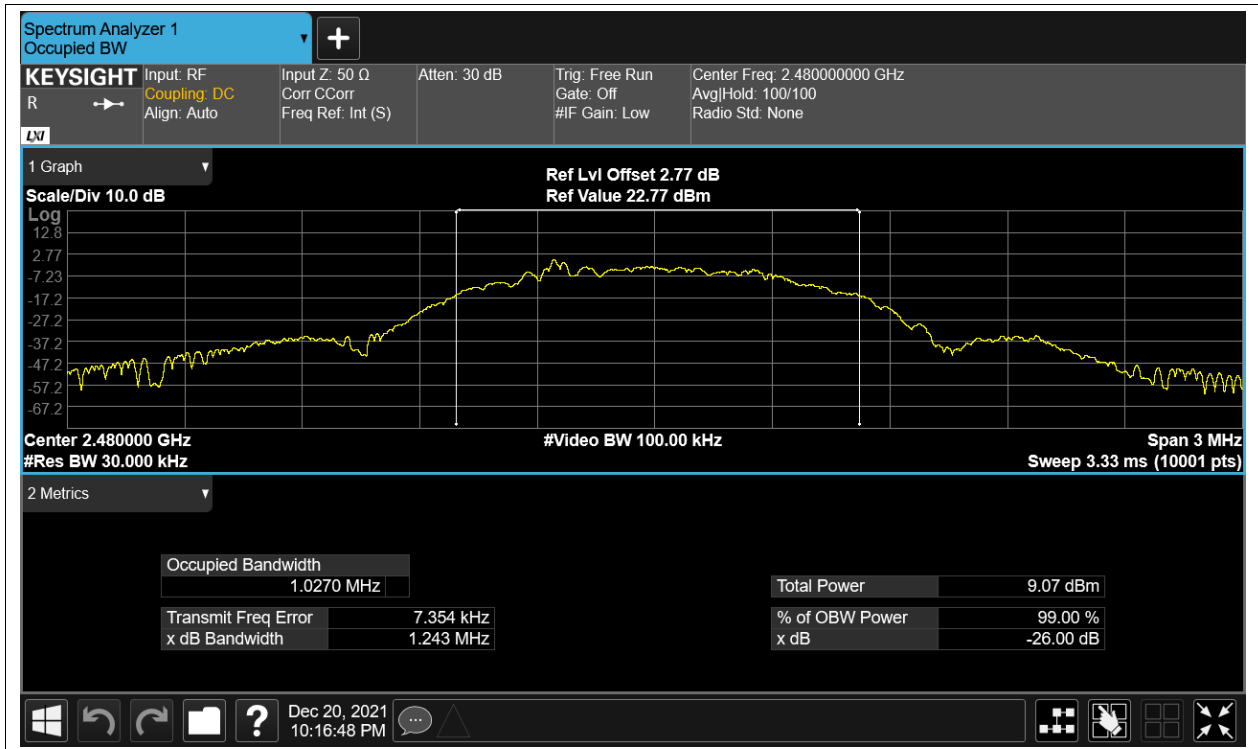 Spectrum Analyzer 1
Occupied BW
KEYSIGHT
R
LXI
Input: RF
Coupling: DC
Align: Auto
Input Z: 50 Ω
Corr CCorr
Freq Ref: Int (S)
Atten: 30 dB
Trig: Free Run
Gate: Off
#IF Gain: Low
Center Freq: 2.480000000 GHz
Avg|Hold: 100/100
Radio Std: None
1 Graph
Scale/Div 10.0 dB
Ref Lvl Offset 2.77 dB
Ref Value 22.77 dBm
Log
12.8
2.77
-7.23
-17.2
-27.2
-37.2
-47.2
-57.2
-67.2
Center 2.480000 GHz
#Video BW 100.00 kHz
Span 3 MHz
#Res BW 30.000 kHz
Sweep 3.33 ms (10001 pts)
2 Metrics
Occupied Bandwidth
1.0270 MHz
Transmit Freq Error 7.354 kHz
x dB Bandwidth 1.243 MHz
Total Power 9.07 dBm
% of OBW Power 99.00 %
x dB -26.00 dB
?
Dec 20, 2021
10:16:48 PM